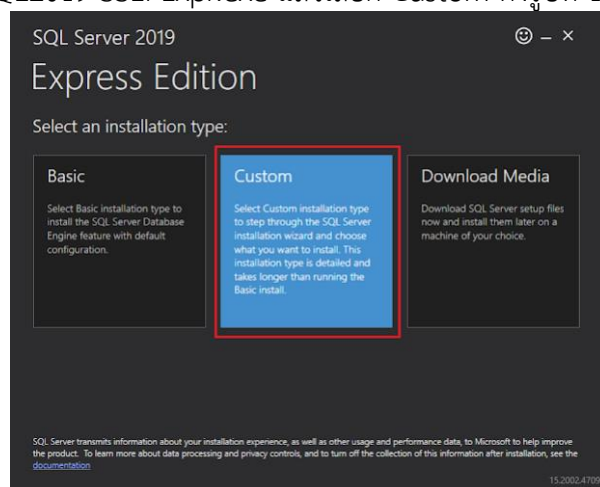 SQL Server 2019
Express Edition
Select an installation type:
Basic
Select Basic installation type to
install the SQL Server Database
Engine feature with default
configuration.
Custom
Select Custom installation type
to step through the SQL Server
installation wizard and choose
what you want to install. This
installation type is detailed and
takes longer than running the
Basic install.
Download Media
Download SQL Server setup files
now and install them later on a
machine of your choice.
SQL Server transmits information about your installation experience, as well as other usage and performance data, to Microsoft to help improve
the product. To learn more about data processing and privacy controls, and to turn off the collection of this information after installation, see the
documentation
15.2002.4709